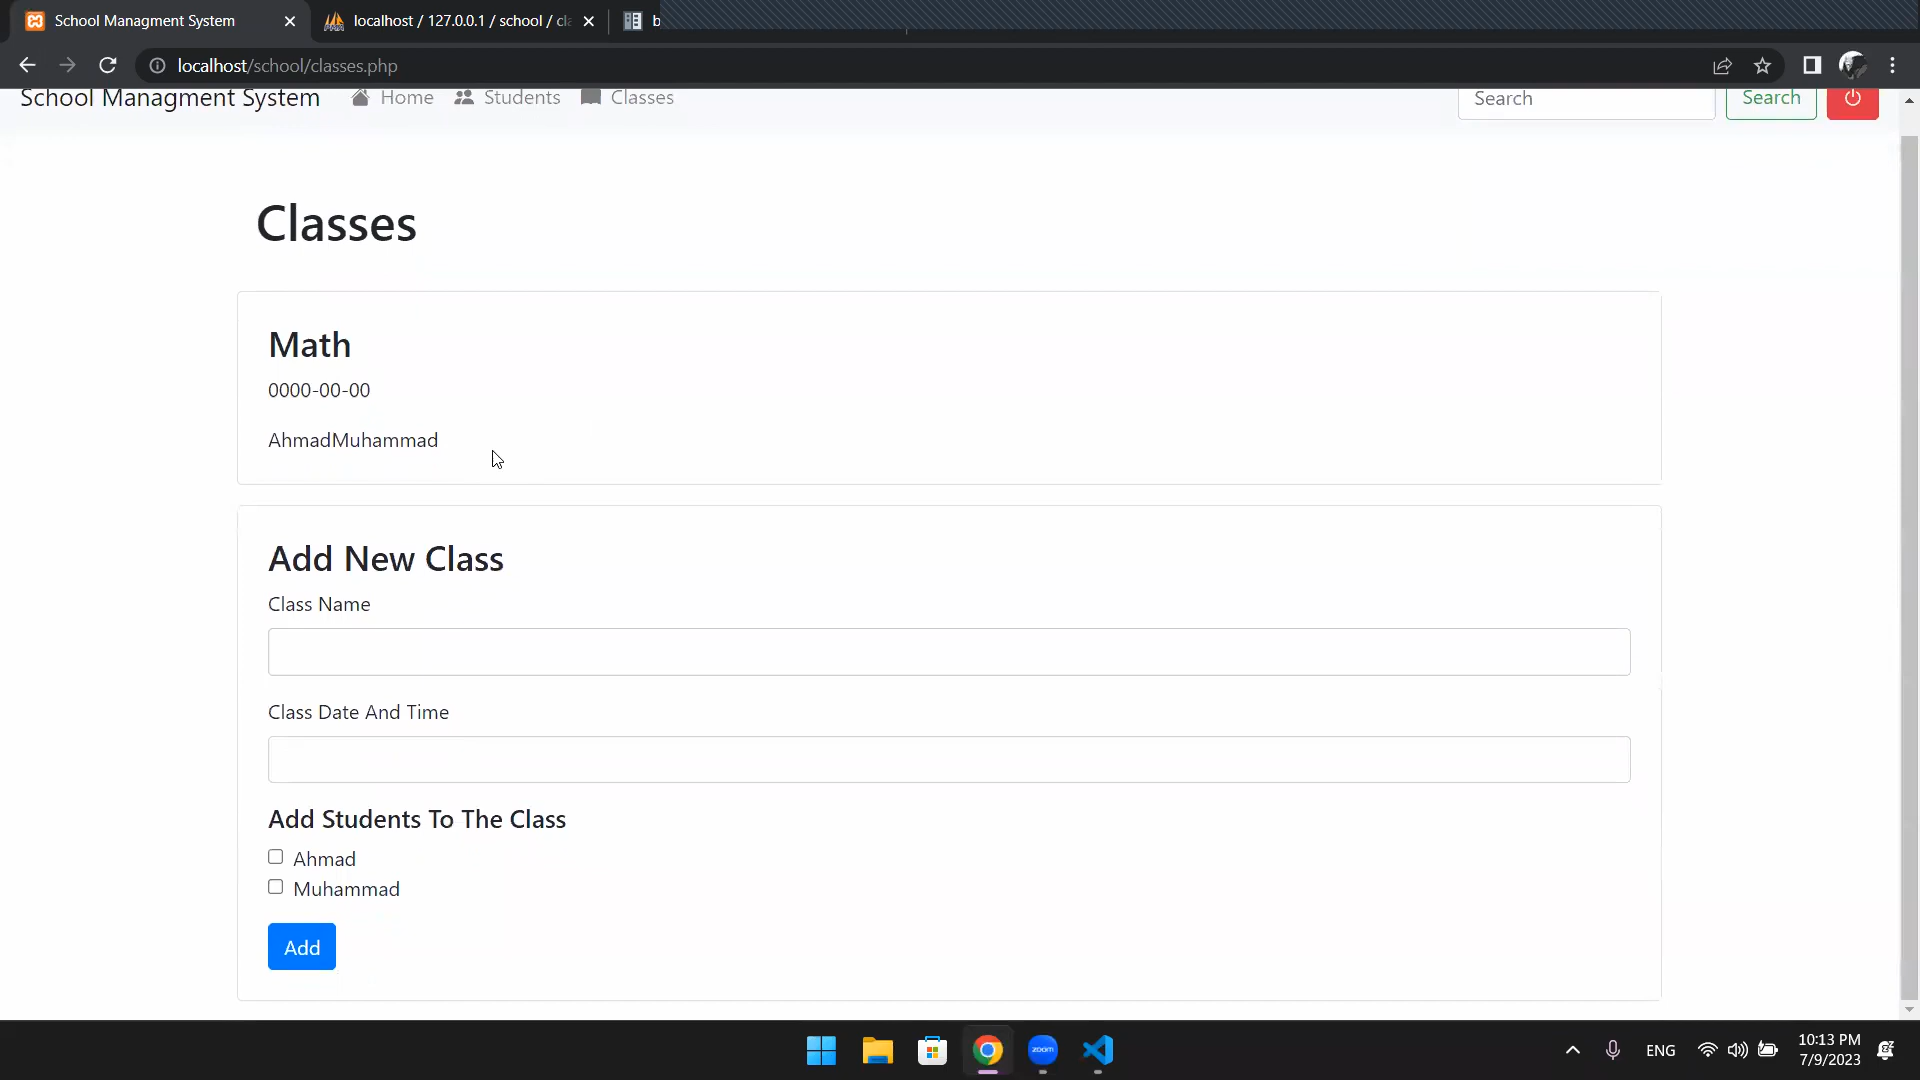 School Managment System
localhost / 127.0.0.1 / school / cla
b
localhost/school/classes.php
School Managment System Home Students Classes Search Search
Classes
Math
0000-00-00
AhmadMuhammad
Add New Class
Class Name
Class Date And Time
Add Students To The Class
Ahmad
Muhammad
Add
zoom
ENG
10:13 PM
7/9/2023